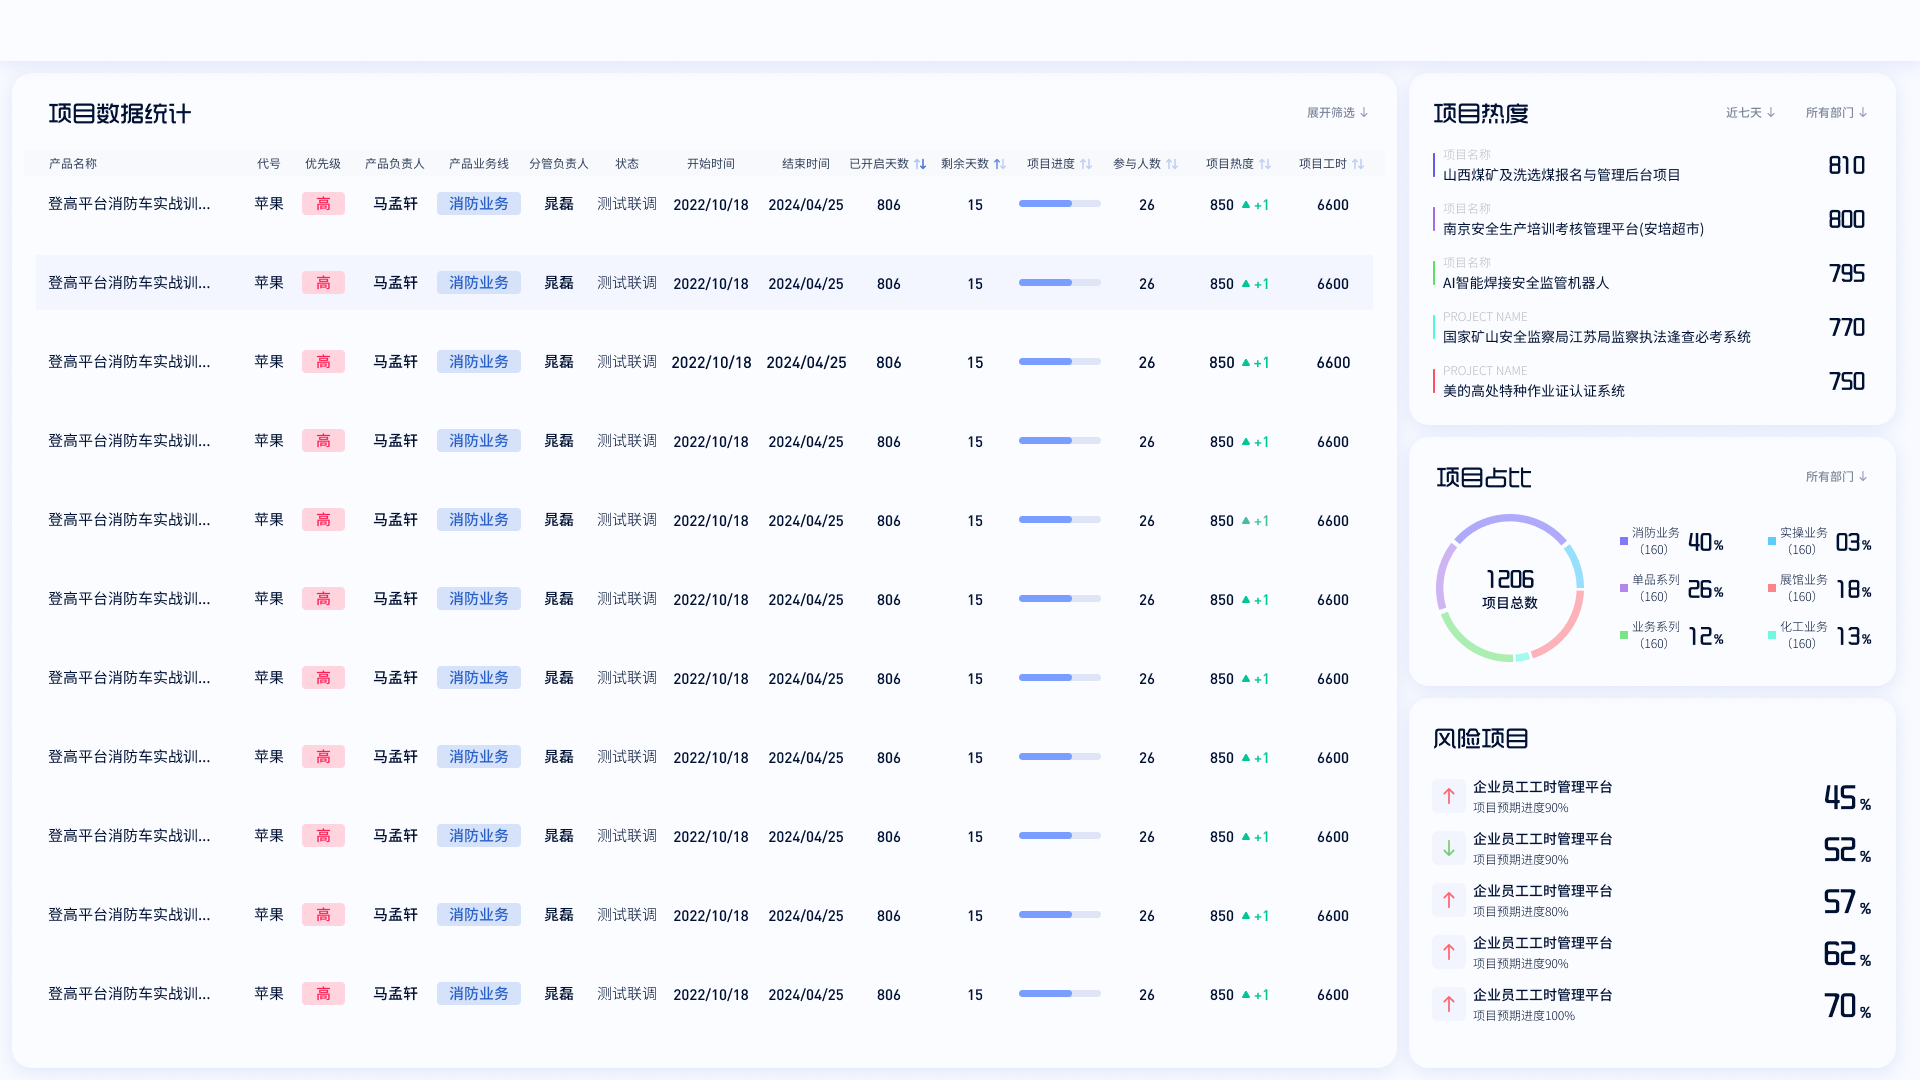 项目数据统计
展开筛选
产品名称 代号 优先级 产品负责人 产品业务线 分管负责人 状态 开始时间 结束时间 已开启天数 剩余天数 项目进度 参与人数 项目热度 项目工时
登高平台消防车实战训... 苹果 高 马孟轩 消防业务 晁磊 测试联调 2022/10/18 2024/04/25 806 15 26 850 +1 6600
登高平台消防车实战训... 苹果 高 马孟轩 消防业务 晁磊 测试联调 2022/10/18 2024/04/25 806 15 26 850 +1 6600
登高平台消防车实战训... 苹果 高 马孟轩 消防业务 晁磊 测试联调 2022/10/18 2024/04/25 806 15 26 850 +1 6600
登高平台消防车实战训... 苹果 高 马孟轩 消防业务 晁磊 测试联调 2022/10/18 2024/04/25 806 15 26 850 +1 6600
登高平台消防车实战训... 苹果 高 马孟轩 消防业务 晁磊 测试联调 2022/10/18 2024/04/25 806 15 26 850 +1 6600
登高平台消防车实战训... 苹果 高 马孟轩 消防业务 晁磊 测试联调 2022/10/18 2024/04/25 806 15 26 850 +1 6600
登高平台消防车实战训... 苹果 高 马孟轩 消防业务 晁磊 测试联调 2022/10/18 2024/04/25 806 15 26 850 +1 6600
登高平台消防车实战训... 苹果 高 马孟轩 消防业务 晁磊 测试联调 2022/10/18 2024/04/25 806 15 26 850 +1 6600
登高平台消防车实战训... 苹果 高 马孟轩 消防业务 晁磊 测试联调 2022/10/18 2024/04/25 806 15 26 850 +1 6600
登高平台消防车实战训... 苹果 高 马孟轩 消防业务 晁磊 测试联调 2022/10/18 2024/04/25 806 15 26 850 +1 6600
登高平台消防车实战训... 苹果 高 马孟轩 消防业务 晁磊 测试联调 2022/10/18 2024/04/25 806 15 26 850 +1 6600
项目热度
近七天 所有部门
项目名称
山西煤矿及洗选煤报名与管理后台项目 810
项目名称
南京安全生产培训考核管理平台(安培超市) 800
项目名称
AI智能焊接安全监管机器人 795
PROJECT NAME
国家矿山安全监察局江苏局监察执法逢查必考系统 770
PROJECT NAME
美的高处特种作业证认证系统 750
项目占比
所有部门
1206
项目总数
消防业务 (160) 40% 实操业务 (160) 03%
单品系列 (160) 26% 展馆业务 (160) 18%
业务系列 (160) 12% 化工业务 (160) 13%
风险项目
企业员工工时管理平台 45%
项目预期进度90%
企业员工工时管理平台 52%
项目预期进度90%
企业员工工时管理平台 57%
项目预期进度80%
企业员工工时管理平台 62%
项目预期进度90%
企业员工工时管理平台 70%
项目预期进度100%